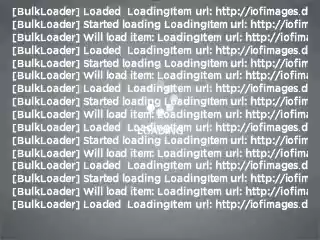 [BulkLoader] Loaded LoadingItem url: http://iofimages.d
[BulkLoader] Started loading LoadingItem url: http://iofim
[BulkLoader] Will load item: LoadingItem url: http://iofima
[BulkLoader] Loaded LoadingItem url: http://iofimages.d
[BulkLoader] Started loading LoadingItem url: http://iofim
[BulkLoader] Will load item: LoadingItem url: http://iofima
[BulkLoader] Loaded LoadingItem url: http://iofimages.d
[BulkLoader] Started loading LoadingItem url: http://iofim
[BulkLoader] Will load item: LoadingItem url: http://iofima
[BulkLoader] Loaded LoadingItem url: http://iofimages.d
LOADING
[BulkLoader] Started loading LoadingItem url: http://iofim
[BulkLoader] Will load item: LoadingItem url: http://iofima
[BulkLoader] Loaded LoadingItem url: http://iofimages.d
[BulkLoader] Started loading LoadingItem url: http://iofim
[BulkLoader] Will load item: LoadingItem url: http://iofima
[BulkLoader] Loaded LoadingItem url: http://iofimages.d